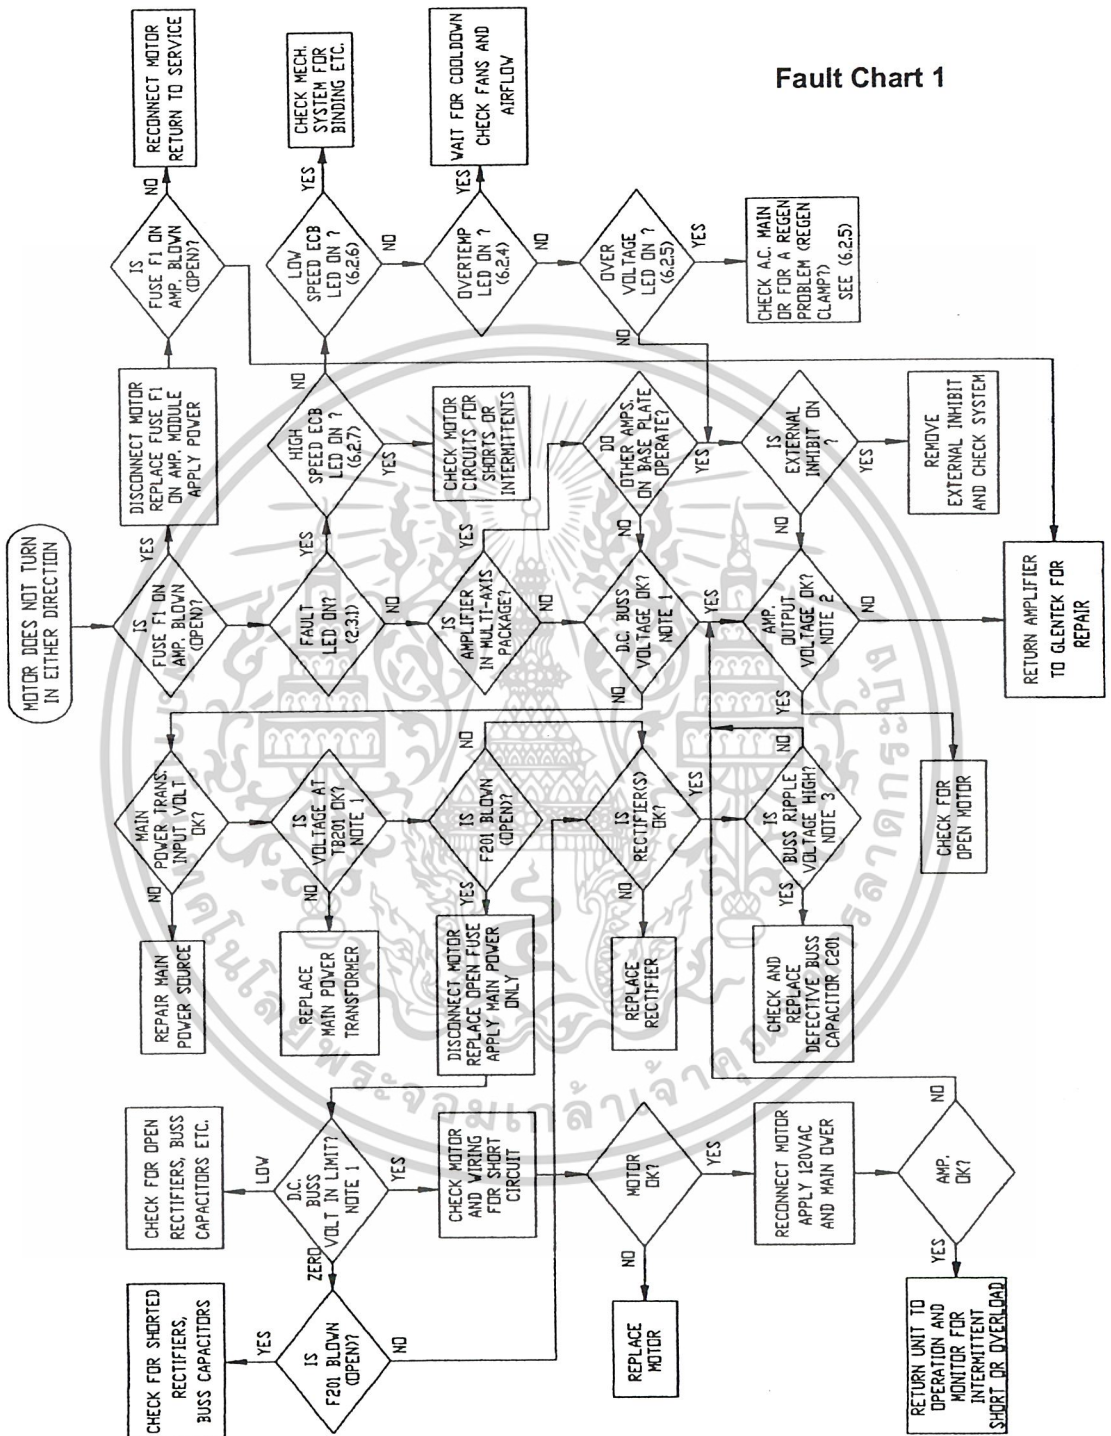 Fault Chart 1
MOTOR DOES NOT TURN
IN EITHER DIRECTION
IS
FUSE F1 ON
AMP. BLOWN
(OPEN)?
YES
DISCONNECT MOTOR
REPLACE FUSE F1
ON AMP. MODULE
APPLY POWER
IS
FUSE F1 ON
AMP. BLOWN
(OPEN)?
NO
RECONNECT MOTOR
RETURN TO SERVICE
FAULT
LED ON?
(2.3.1)
YES
NO
HIGH
SPEED ECB
LED ON ?
(6.2.7)
NO
YES
CHECK MOTOR
CIRCUITS FOR
SHORTS OR
INTERMITTENTS
LOW
SPEED ECB
LED ON ?
(6.2.6)
YES
NO
CHECK MECH.
SYSTEM FOR
BINDING ETC.
OVERTEMP
LED ON ?
(6.2.4)
YES
NO
WAIT FOR COOLDOWN
CHECK FANS AND
AIRFLOW
OVER
VOLTAGE
LED ON ?
(6.2.5)
NO
YES
CHECK A.C. MAIN
OR FOR A REGEN
PROBLEM (REGEN
CLAMP?)
SEE (6.2.5)
IS
AMPLIFIER
IN MULTI-AXIS
PACKAGE?
YES
NO
DO
OTHER AMPS.
ON BASE PLATE
OPERATE?
NO
YES
IS
EXTERNAL
INHIBIT ON
?
NO
YES
REMOVE
EXTERNAL INHIBIT
AND CHECK SYSTEM
D.C. BUSS
VOLTAGE OK?
NOTE 1
NO
YES
AMP.
OUTPUT
VOLTAGE OK?
NOTE 2
YES
NO
CHECK FOR
OPEN MOTOR
RETURN AMPLIFIER
TO GLENTEK FOR
REPAIR
MAIN
POWER TRANS.
INPUT VOLT
OK?
NO
REPAIR MAIN
POWER SOURCE
IS
VOLTAGE AT
TB201 OK?
NOTE 1
NO
REPLACE
MAIN POWER
TRANSFORMER
IS
F201 BLOWN
(OPEN)?
NO
YES
DISCONNECT MOTOR
REPLACE OPEN FUSE
APPLY MAIN POWER
ONLY
IS
RECTIFIER(S)
OK?
NO
YES
REPLACE
RECTIFIER
IS
BUSS RIPPLE
VOLTAGE HIGH?
NOTE 3
YES
NO
CHECK AND
REPLACE
DEFECTIVE BUSS
CAPACITOR C201
D.C.
BUSS
VOLT IN LIMIT?
NOTE 1
LOW
YES
ZERO
CHECK FOR OPEN
RECTIFIERS, BUSS
CAPACITORS ETC.
CHECK MOTOR
AND WIRING
FOR SHORT
CIRCUIT
IS
F201 BLOWN
(OPEN)?
YES
NO
CHECK FOR SHORTED
RECTIFIERS,
BUSS CAPACITORS
MOTOR
OK?
NO
YES
REPLACE
MOTOR
RECONNECT MOTOR
APPLY 120VAC
AND MAIN OWER
AMP.
OK?
NO
YES
RETURN UNIT TO
OPERATION AND
MONITOR FOR
INTERMITTENT
SHORT OR OVERLOAD